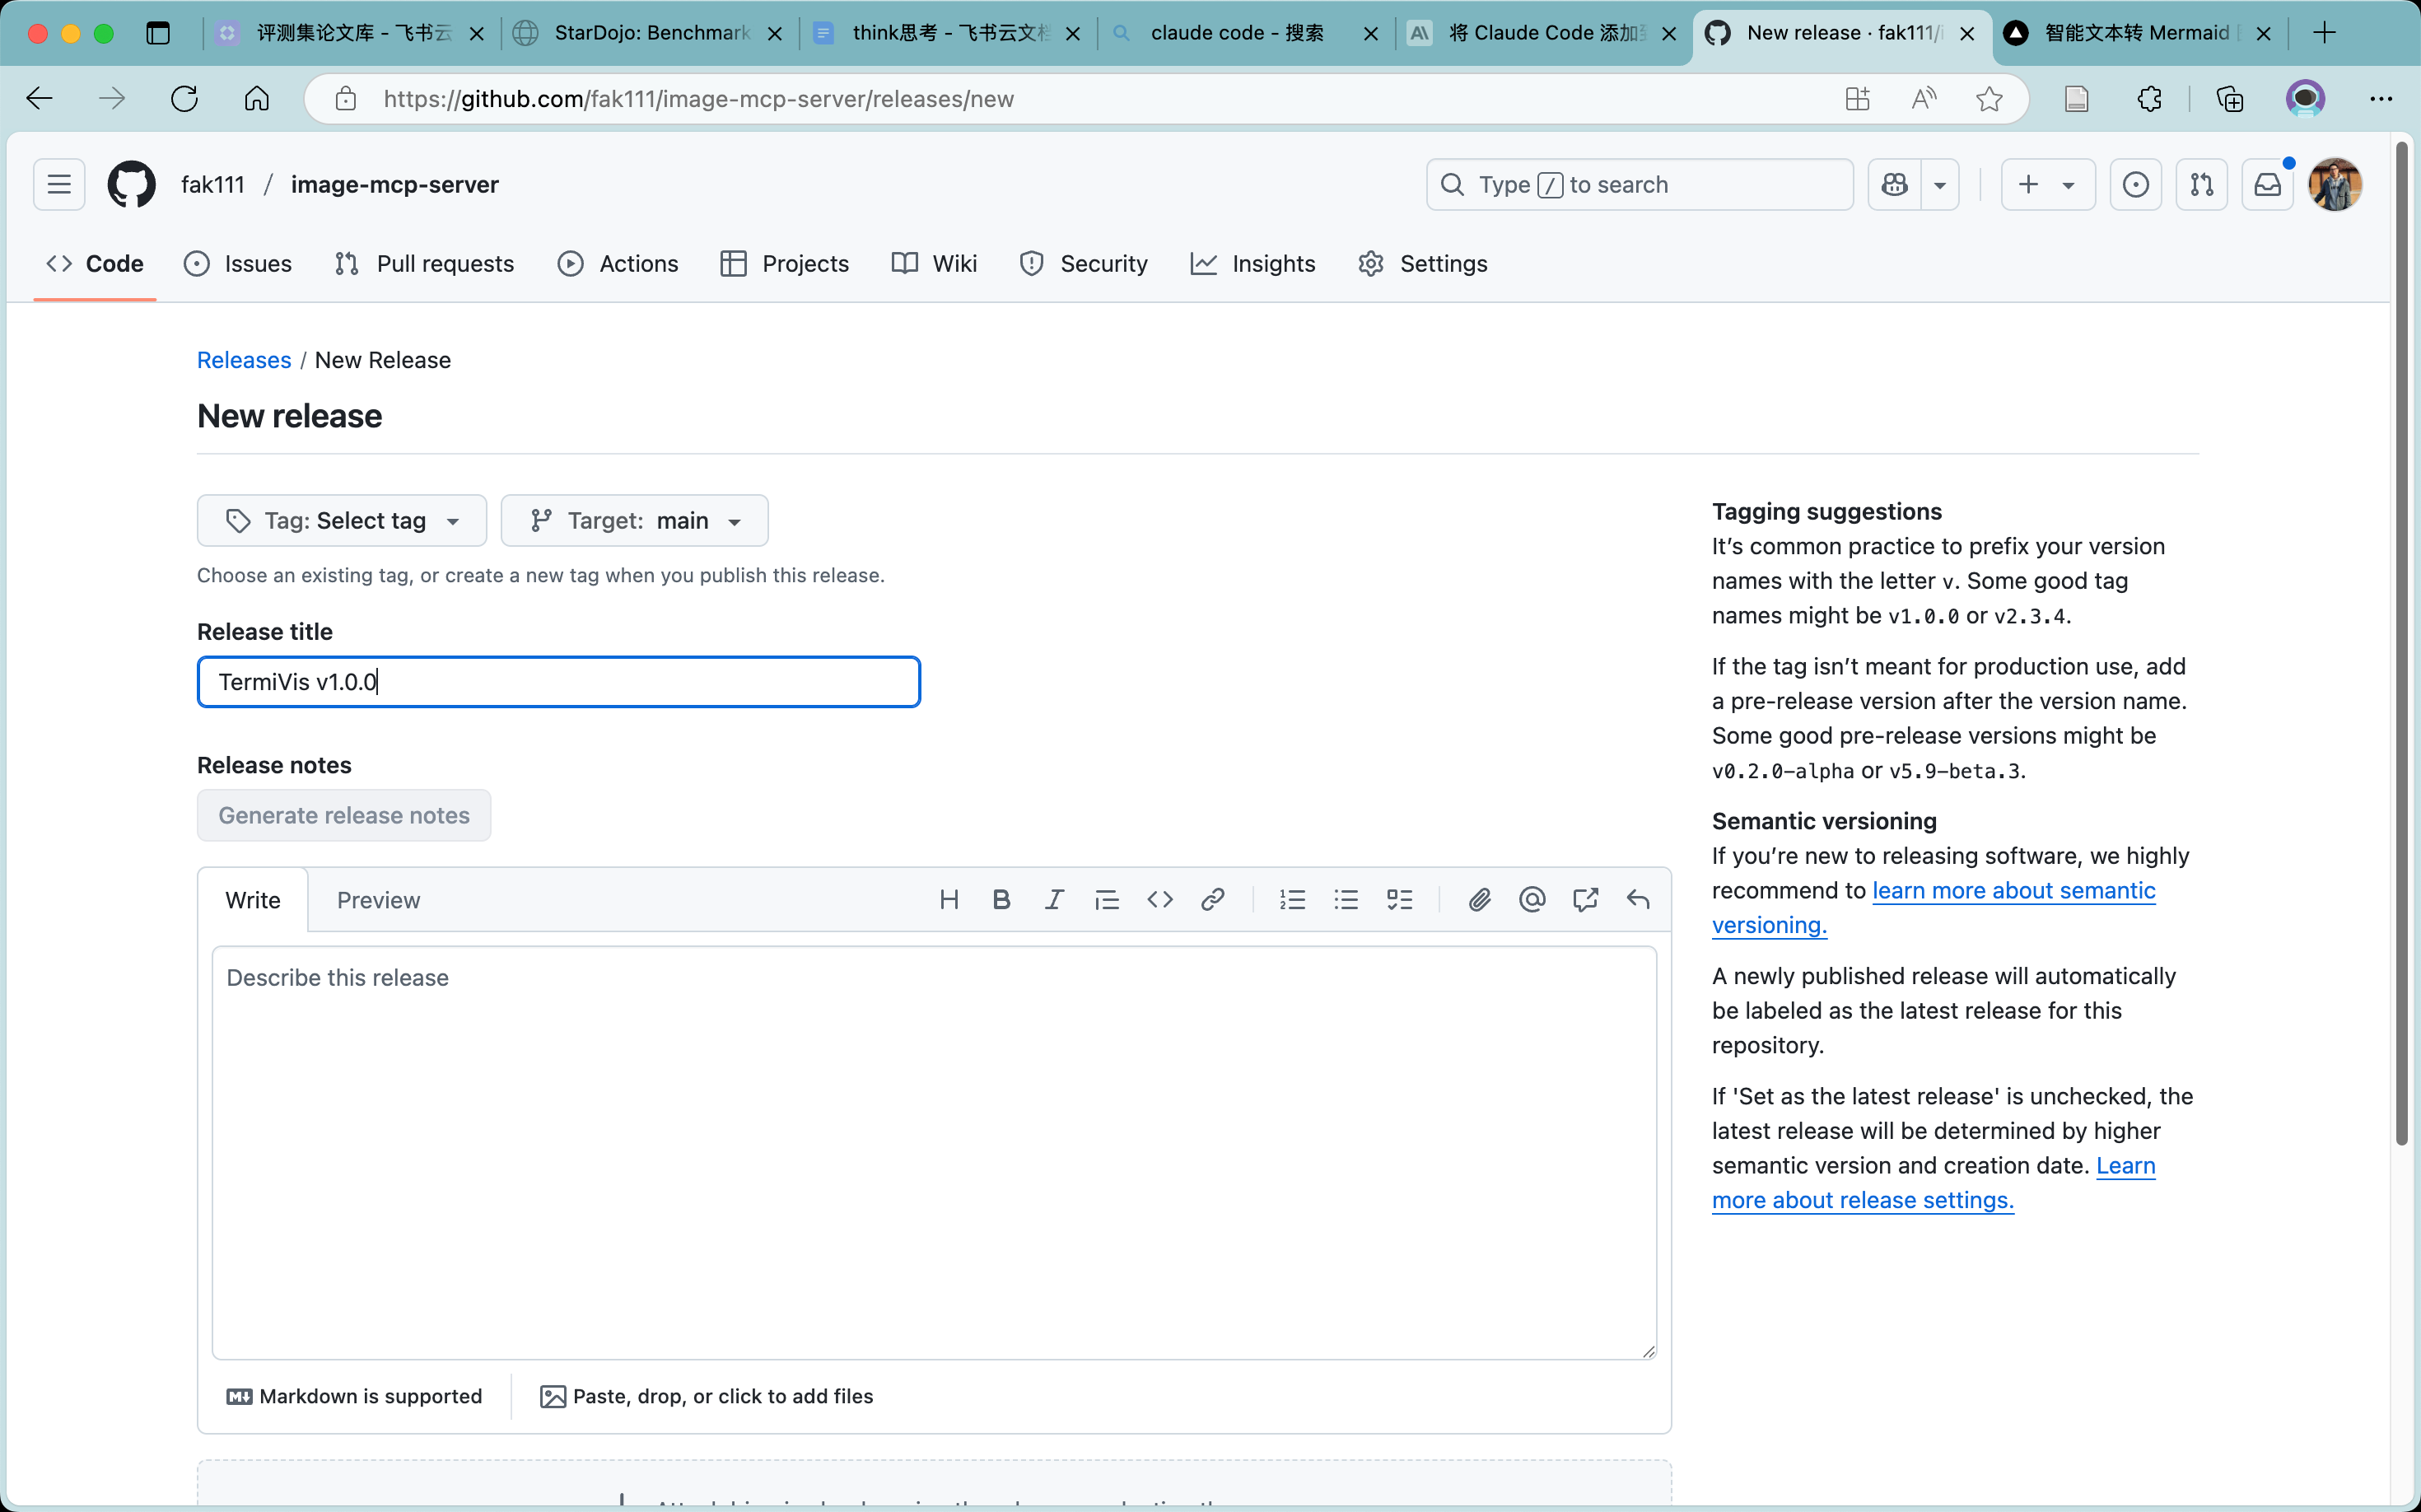 评测集论文库 - 飞书云
StarDojo: Benchmark
think思考 - 飞书云文档
claude code - 搜索
将 Claude Code 添加到
New release · fak111/i
智能文本转 Mermaid
https://github.com/fak111/image-mcp-server/releases/new
fak111 / image-mcp-server
Type / to search
Code
Issues
Pull requests
Actions
Projects
Wiki
Security
Insights
Settings
Releases / New Release
New release
Tag: Select tag
Target: main
Choose an existing tag, or create a new tag when you publish this release.
Release title
TermiVis v1.0.0
Release notes
Generate release notes
Write
Preview
Describe this release
Markdown is supported
Paste, drop, or click to add files
Tagging suggestions
It’s common practice to prefix your version
names with the letter v. Some good tag
names might be v1.0.0 or v2.3.4.
If the tag isn’t meant for production use, add
a pre-release version after the version name.
Some good pre-release versions might be
v0.2.0-alpha or v5.9-beta.3.
Semantic versioning
If you’re new to releasing software, we highly
recommend to learn more about semantic
versioning.
A newly published release will automatically
be labeled as the latest release for this
repository.
If 'Set as the latest release' is unchecked, the
latest release will be determined by higher
semantic version and creation date. Learn
more about release settings.